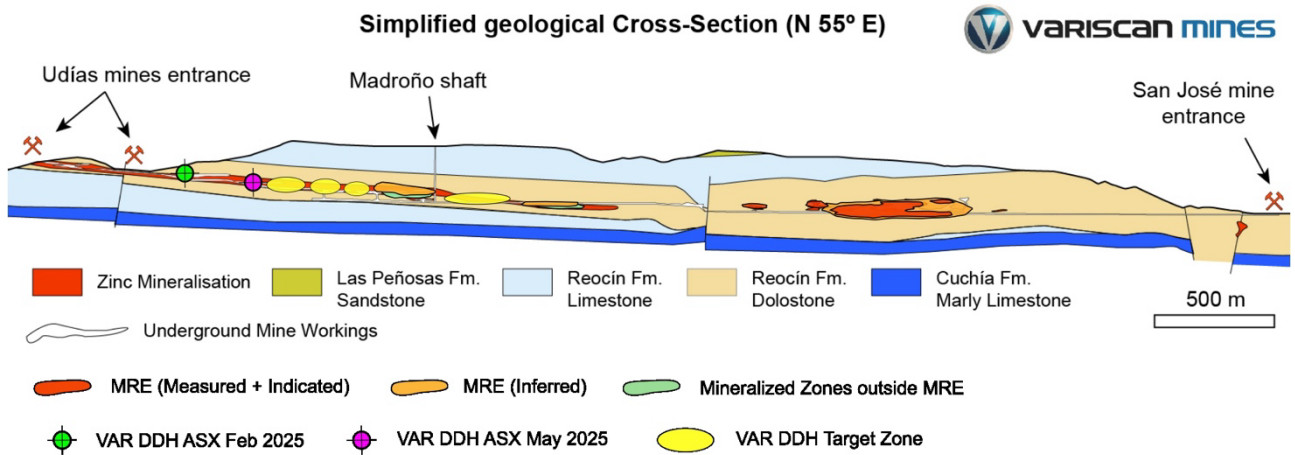 Simplified geological Cross-Section (N 55º E)
VARISCAN MINES
Udías mines entrance
Madroño shaft
San José mine
entrance
Zinc Mineralisation
Las Peñosas Fm.
Sandstone
Reocín Fm.
Limestone
Reocín Fm.
Dolostone
Cuchía Fm.
Marly Limestone
500 m
Underground Mine Workings
MRE (Measured + Indicated)
MRE (Inferred)
Mineralized Zones outside MRE
VAR DDH ASX Feb 2025
VAR DDH ASX May 2025
VAR DDH Target Zone